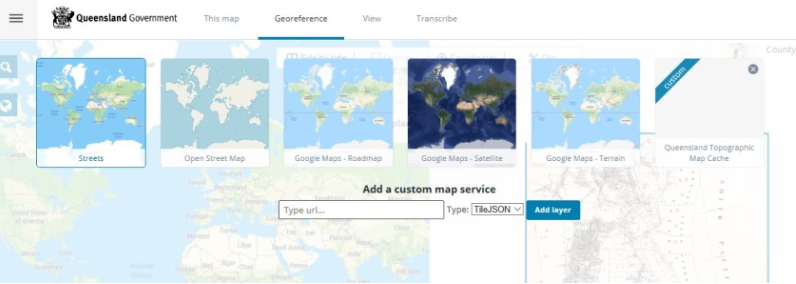 Queensland Government
This map
Georeference
View
Transcribe
County
Streets
Open Street Map
Google Maps - Roadmap
Google Maps - Satellite
Google Maps - Terrain
custom
Queensland Topographic
Map Cache
Add a custom map service
Type url...
Type:
TileJSON
Add layer